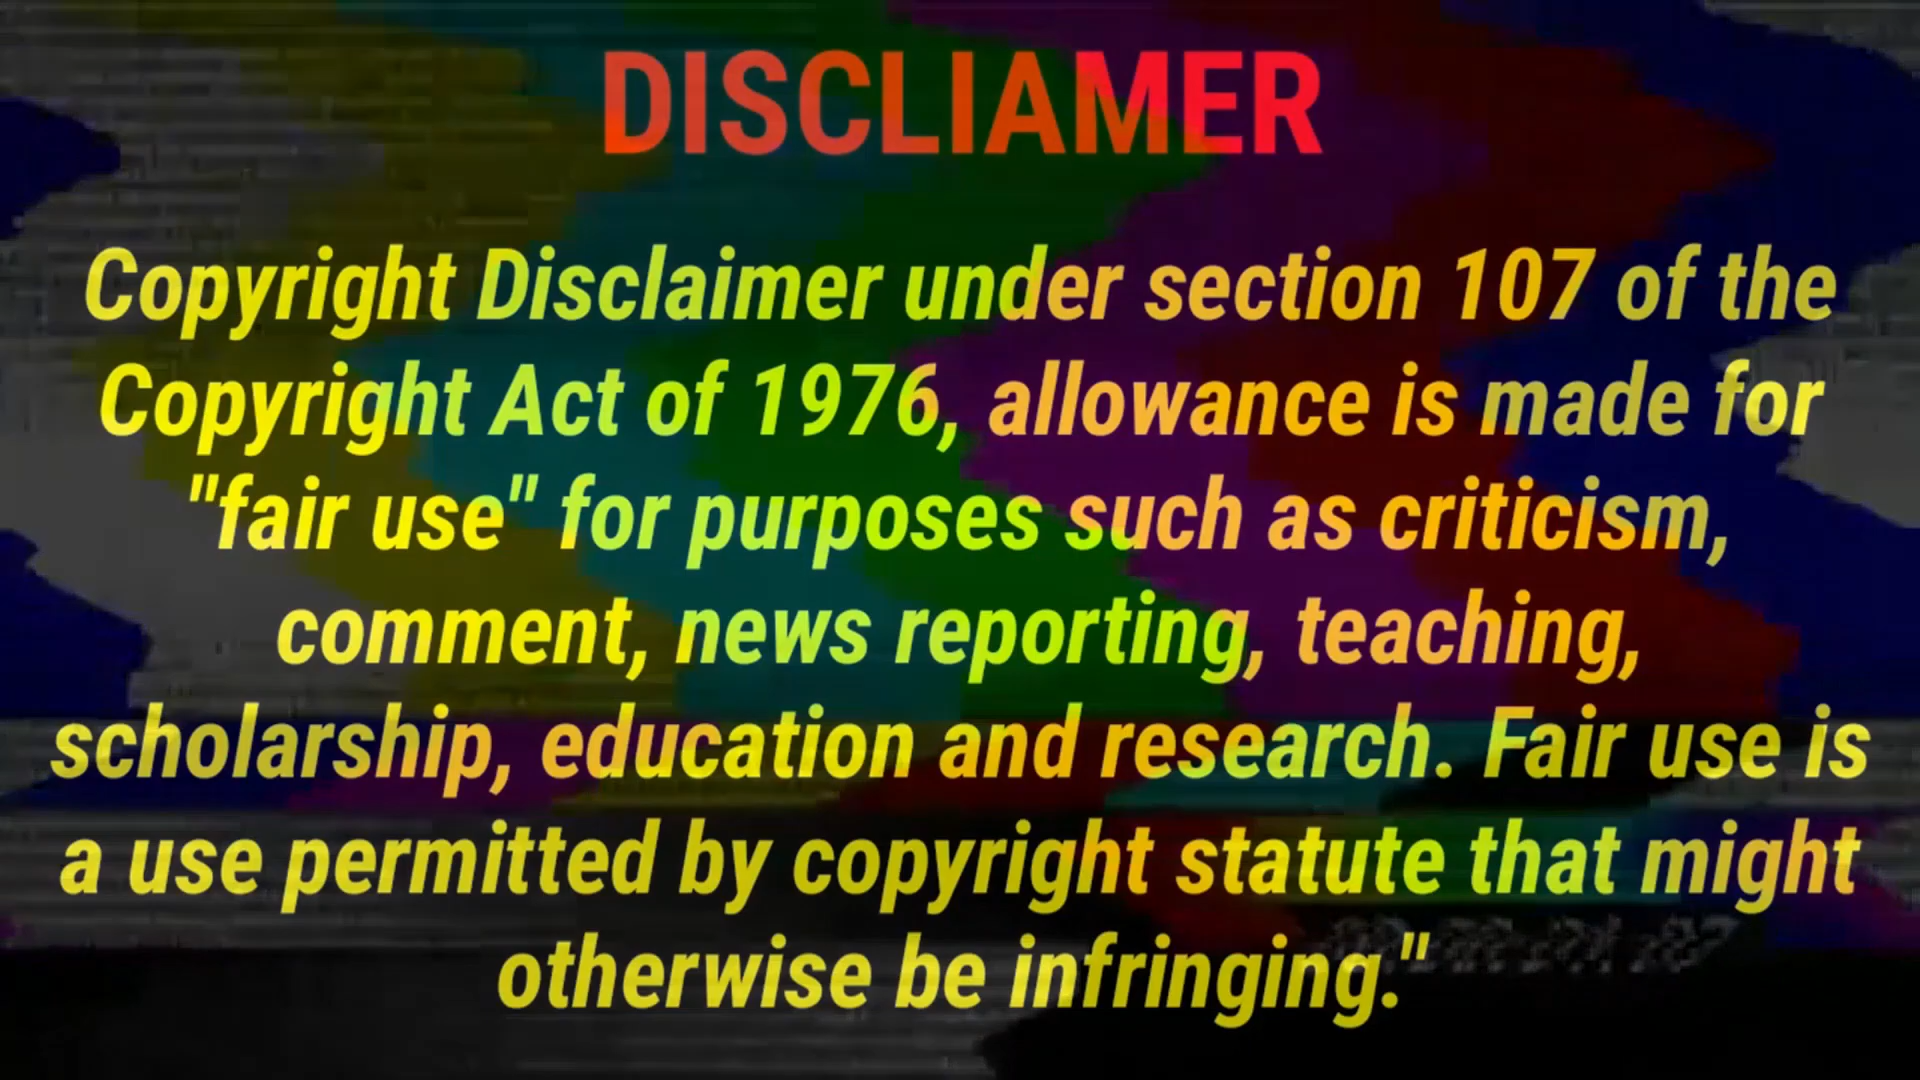 DISCLIAMER
Copyright Disclaimer under section 107 of the
Copyright Act of 1976, allowance is made for
"fair use" for purposes such as criticism,
comment, news reporting, teaching,
scholarship, education and research. Fair use is
a use permitted by copyright statute that might
otherwise be infringing."